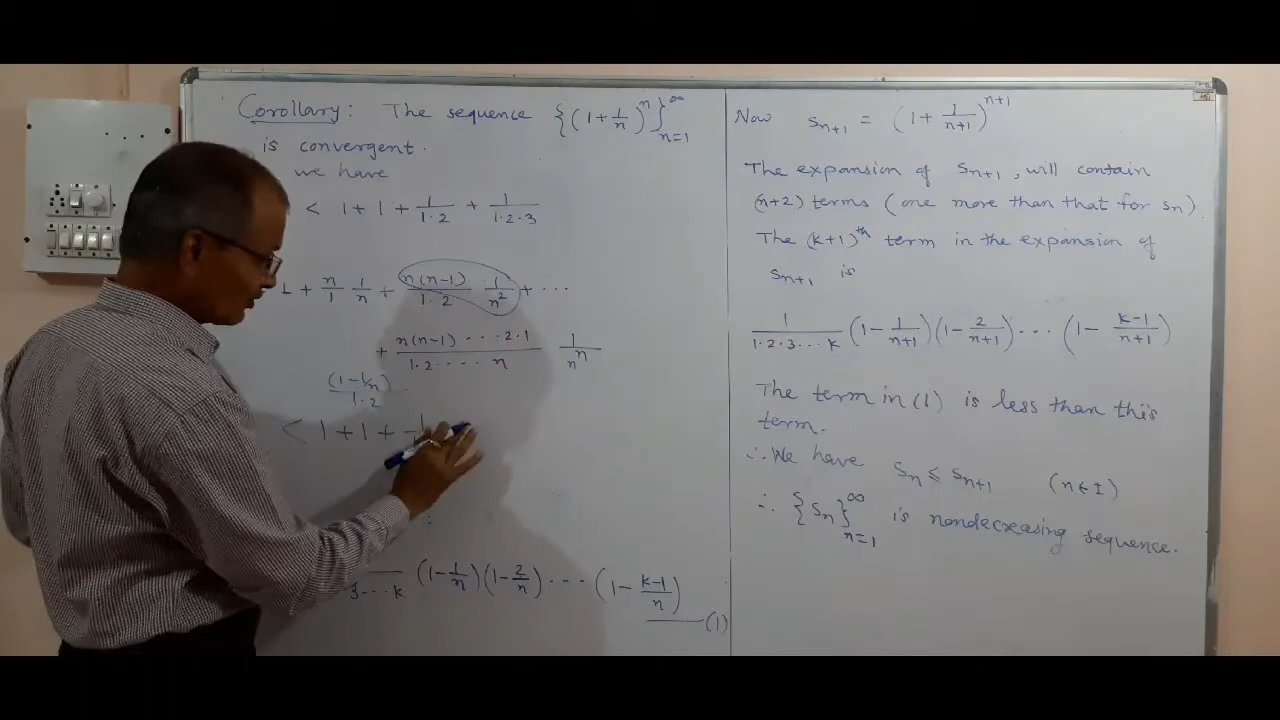 Corollary: The sequence {(1+1/n)^n}_{n=1}^∞
is convergent.
we have
< 1+1+ 1/1·2 + 1/1·2·3
1 + n/1 1/n + n(n-1)/1·2 1/n² + ...
+ n(n-1)···2·1/1·2·····n 1/n^n
(1-1/n)/1·2
< 1+1+ 1
3···k (1-1/n)(1-2/n)···(1- k-1/n)
(1)
Now S_{n+1} = (1+ 1/n+1)^{n+1}
The expansion of S_{n+1}, will contain
(n+2) terms (one more than that for Sn).
The (k+1)^th term in the expansion of
S_{n+1} is
1/1·2·3···k (1- 1/n+1)(1- 2/n+1)···(1- k-1/n+1)
The term in (1) is less than this
term.
∴ We have Sn ≤ S_{n+1} (n∈I)
∴ {Sn}_{n=1}^∞ is nondecreasing sequence.